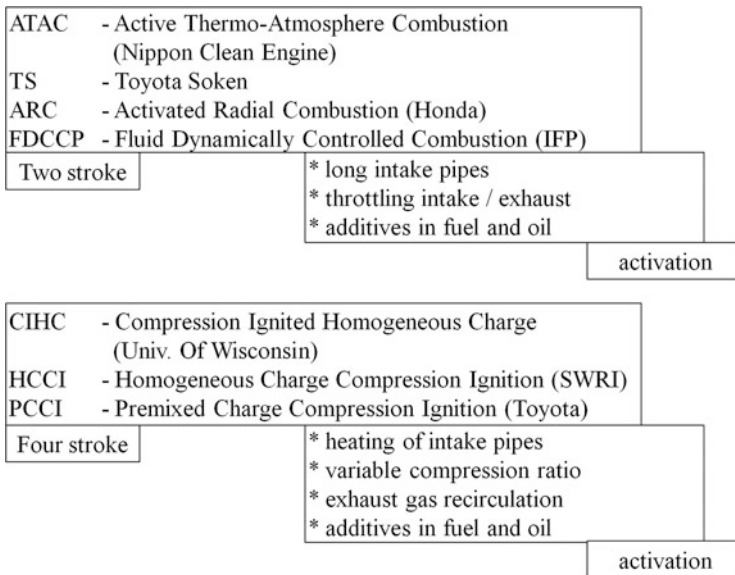 ATAC - Active Thermo-Atmosphere Combustion
(Nippon Clean Engine)
TS - Toyota Soken
ARC - Activated Radial Combustion (Honda)
FDCCP - Fluid Dynamically Controlled Combustion (IFP)
Two stroke
* long intake pipes
* throttling intake / exhaust
* additives in fuel and oil
activation
CIHC - Compression Ignited Homogeneous Charge
(Univ. Of Wisconsin)
HCCI - Homogeneous Charge Compression Ignition (SWRI)
PCCI - Premixed Charge Compression Ignition (Toyota)
Four stroke
* heating of intake pipes
* variable compression ratio
* exhaust gas recirculation
* additives in fuel and oil
activation